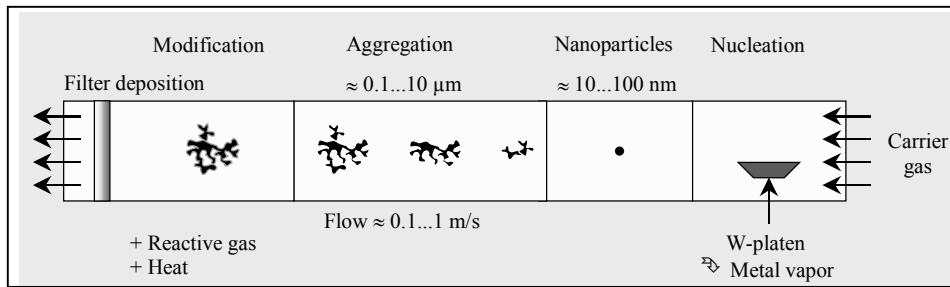 Modification Aggregation Nanoparticles Nucleation
Filter deposition ≈ 0.1...10 µm ≈ 10...100 nm
Carrier
gas
Flow ≈ 0.1...1 m/s
+ Reactive gas W-platen
+ Heat Metal vapor